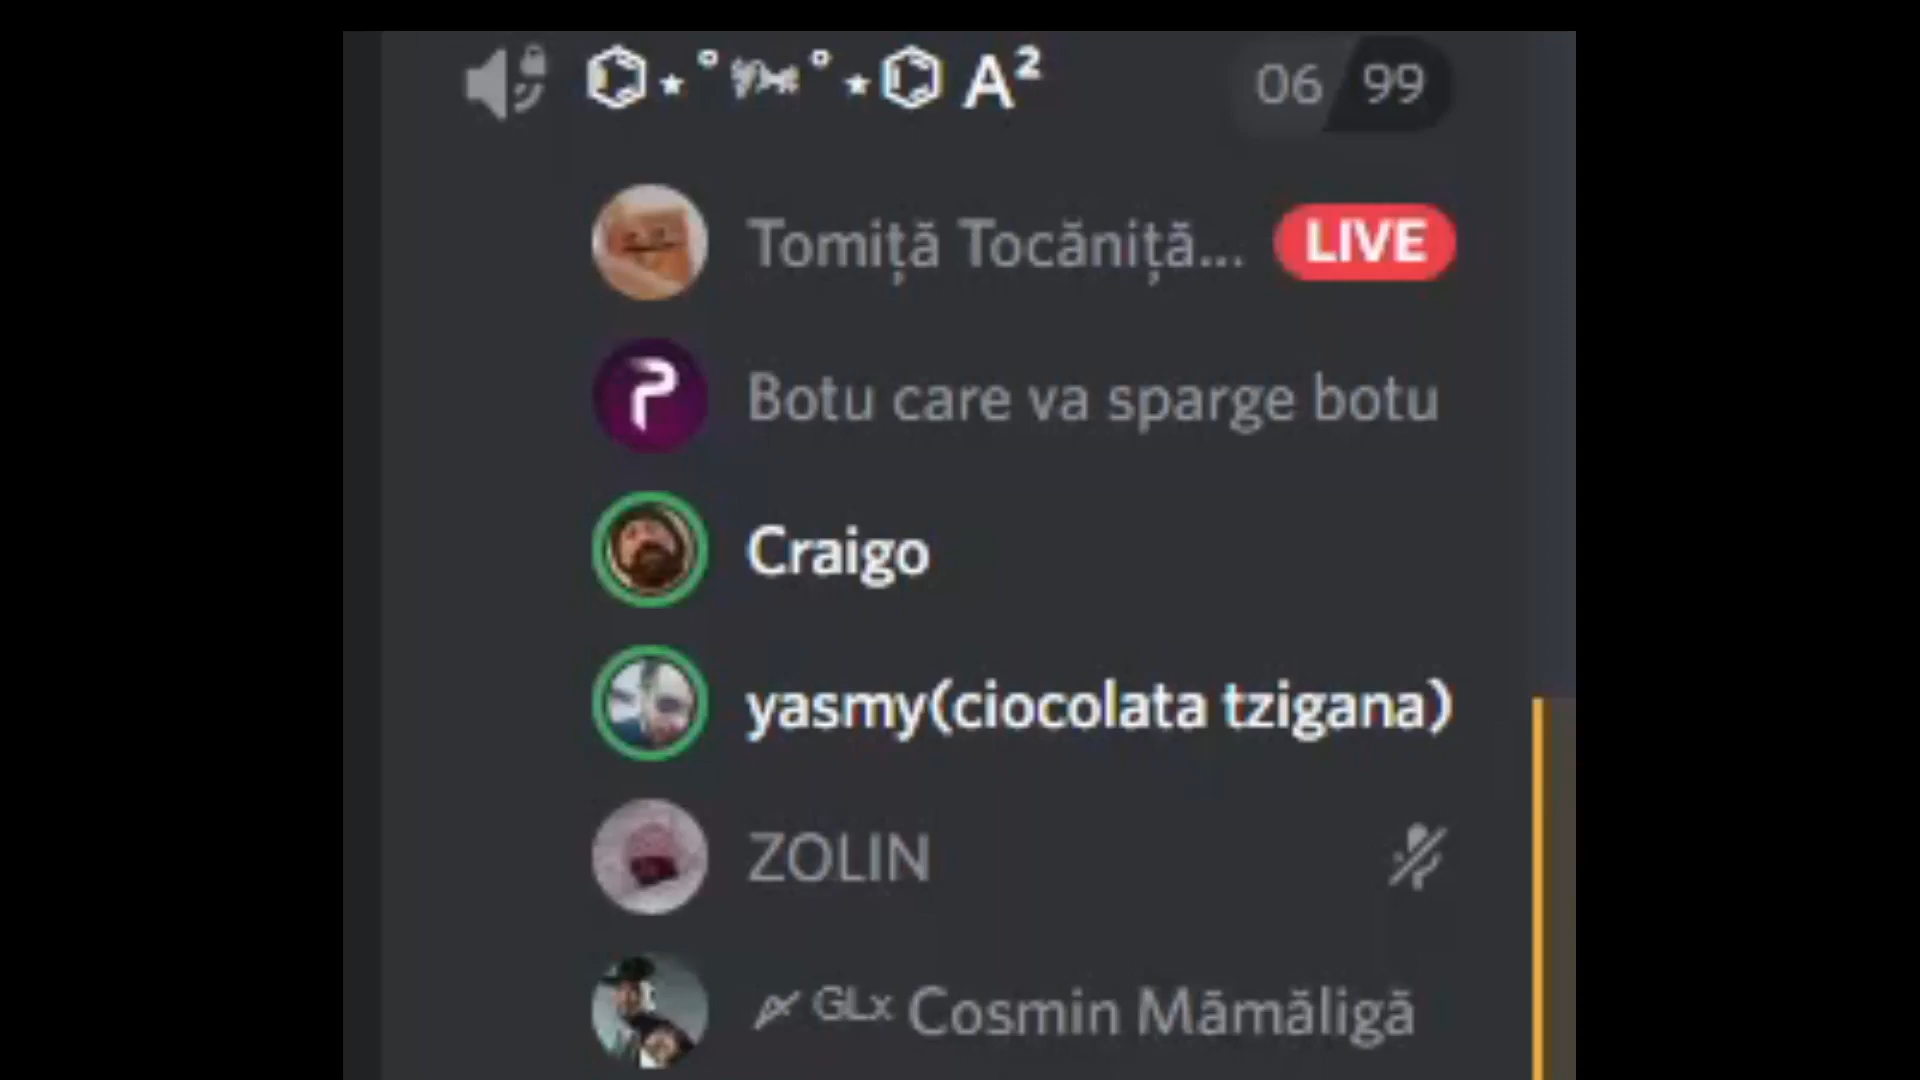 A² 06 99
Tomiță Tocăniță... LIVE
Botu care va sparge botu
Craigo
yasmy(ciocolata tzigana)
ZOLIN
GLx Cosmin Mămăligă